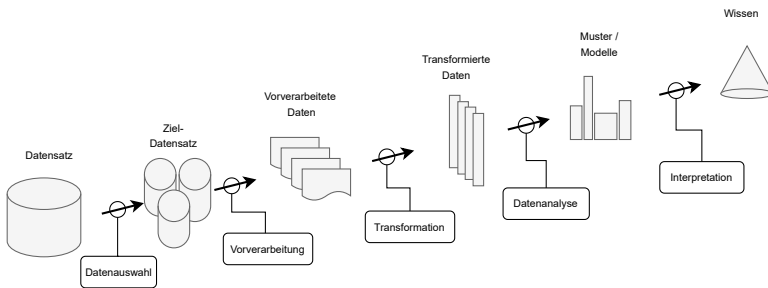 Datensatz
Datenauswahl
Ziel-
Datensatz
Vorverarbeitung
Vorverarbeitete
Daten
Transformation
Transformierte
Daten
Datenanalyse
Muster /
Modelle
Interpretation
Wissen